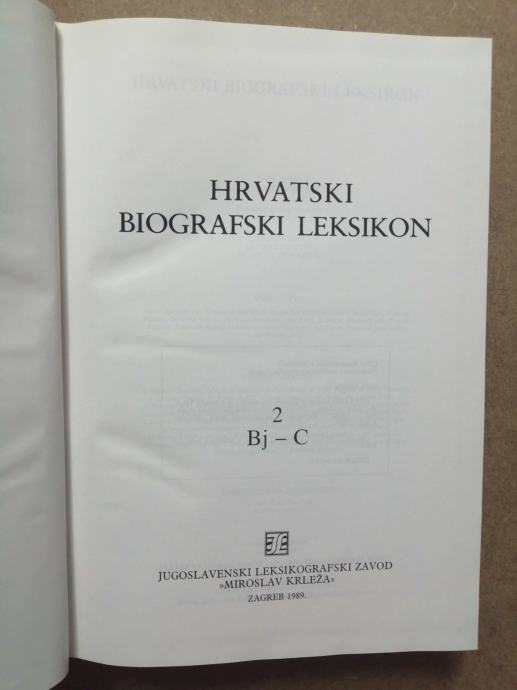 HRVATSKI
BIOGRAFSKI LEKSIKON
2
Bj – C
JUGOSLAVENSKI LEKSIKOGRAFSKI ZAVOD
»MIROSLAV KRLEŽA«
ZAGREB 1989.